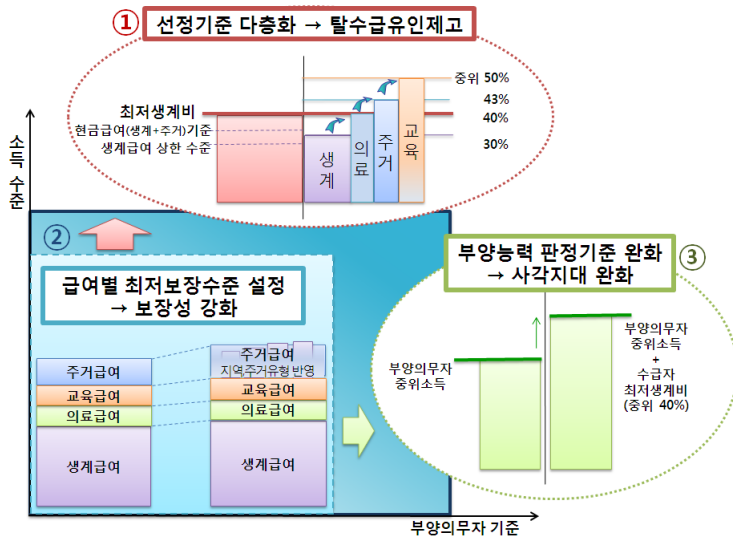 ① 선정기준 다층화 → 탈수급유인제고
중위 50%
43%
40%
30%
최저생계비
현금급여(생계+주거)기준
생계급여 상한 수준
생계
의료
주거
교육
소득 수준
②
급여별 최저보장수준 설정
→ 보장성 강화
주거급여
교육급여
의료급여
생계급여
주거급여
지역,주거유형 반영
교육급여
의료급여
생계급여
부양능력 판정기준 완화
→ 사각지대 완화
③
부양의무자
중위소득
부양의무자
중위소득
+
수급자
최저생계비
(중위 40%)
부양의무자 기준